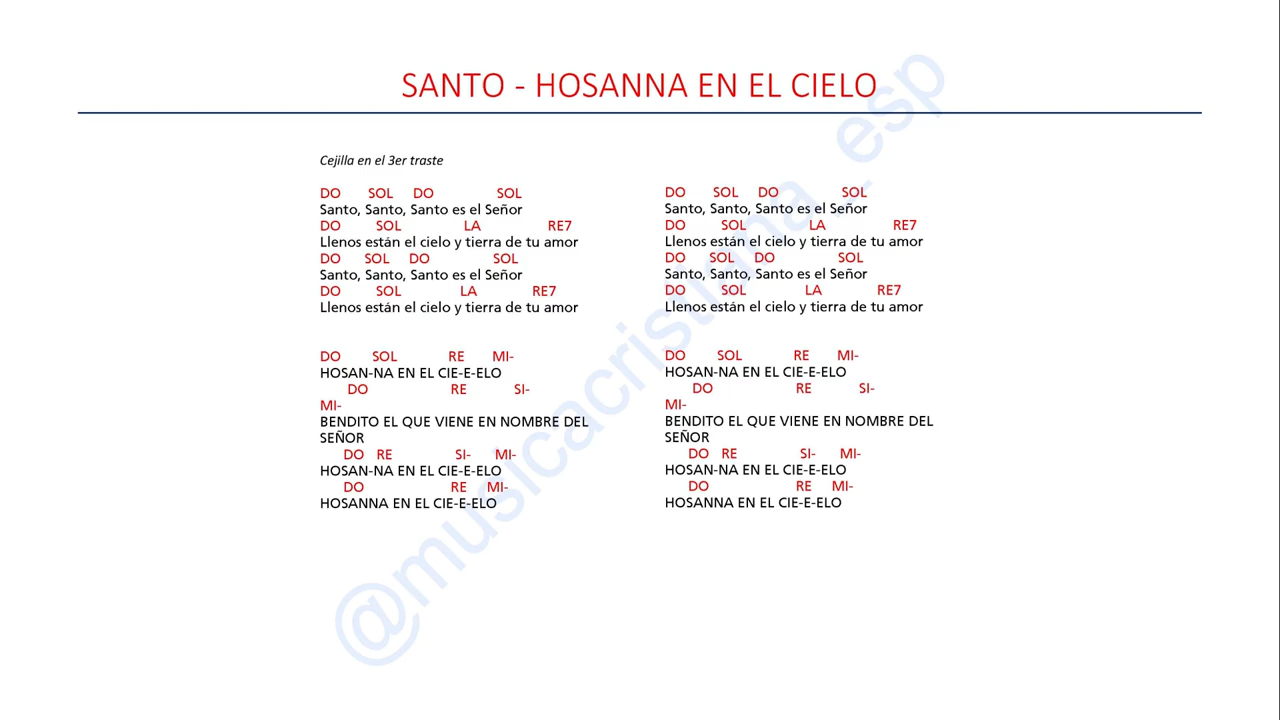 SANTO - HOSANNA EN EL CIELO
Cejilla en el 3er traste
DO SOL DO SOL
Santo, Santo, Santo es el Señor
DO SOL LA RE7
Llenos están el cielo y tierra de tu amor
DO SOL DO SOL
Santo, Santo, Santo es el Señor
DO SOL LA RE7
Llenos están el cielo y tierra de tu amor
DO SOL RE MI-
HOSAN-NA EN EL CIE-E-ELO
DO RE SI-
MI-
BENDITO EL QUE VIENE EN NOMBRE DEL
SEÑOR
DO RE SI- MI-
HOSAN-NA EN EL CIE-E-ELO
DO RE MI-
HOSANNA EN EL CIE-E-ELO
DO SOL DO SOL
Santo, Santo, Santo es el Señor
DO SOL LA RE7
Llenos están el cielo y tierra de tu amor
DO SOL DO SOL
Santo, Santo, Santo es el Señor
DO SOL LA RE7
Llenos están el cielo y tierra de tu amor
DO SOL RE MI-
HOSAN-NA EN EL CIE-E-ELO
DO RE SI-
MI-
BENDITO EL QUE VIENE EN NOMBRE DEL
SEÑOR
DO RE SI- MI-
HOSAN-NA EN EL CIE-E-ELO
DO RE MI-
HOSANNA EN EL CIE-E-ELO
@musicacristiana_esp